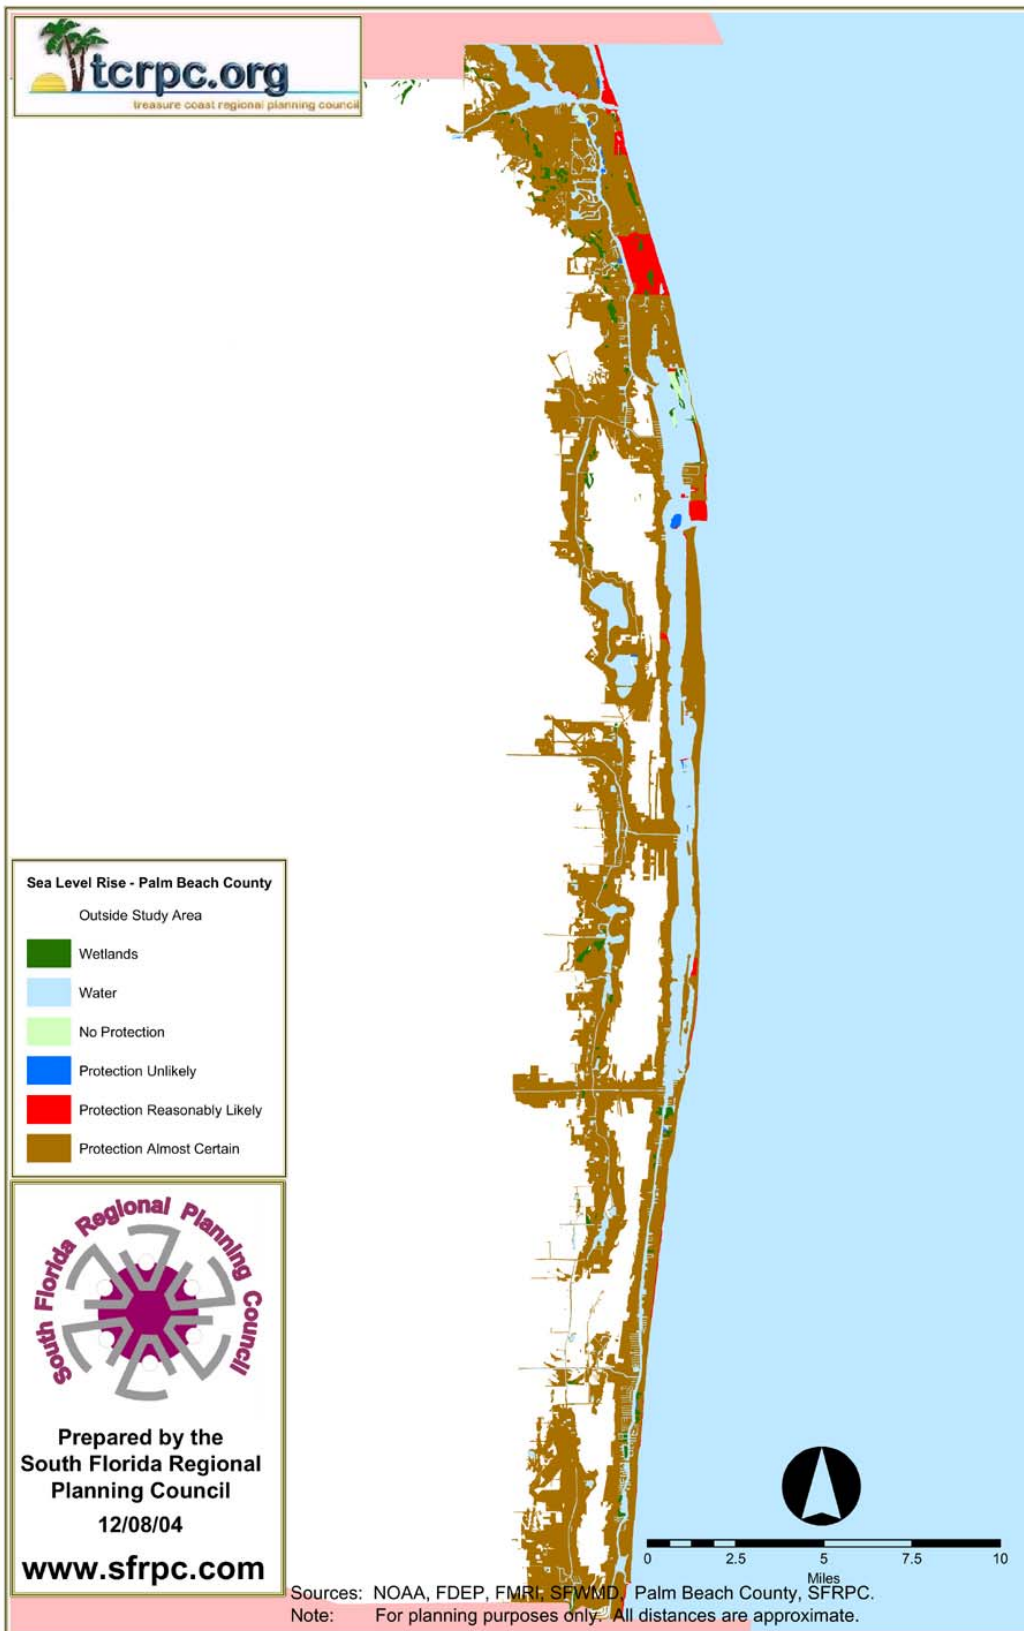 tcrpc.org
treasure coast regional planning council
Sea Level Rise - Palm Beach County
Outside Study Area
Wetlands
Water
No Protection
Protection Unlikely
Protection Reasonably Likely
Protection Almost Certain
South Florida Regional Planning Council
Prepared by the
South Florida Regional
Planning Council
12/08/04
www.sfrpc.com
0 2.5 5 7.5 10
Miles
Sources: NOAA, FDEP, FMRI, SFWMD, Palm Beach County, SFRPC.
Note: For planning purposes only. All distances are approximate.